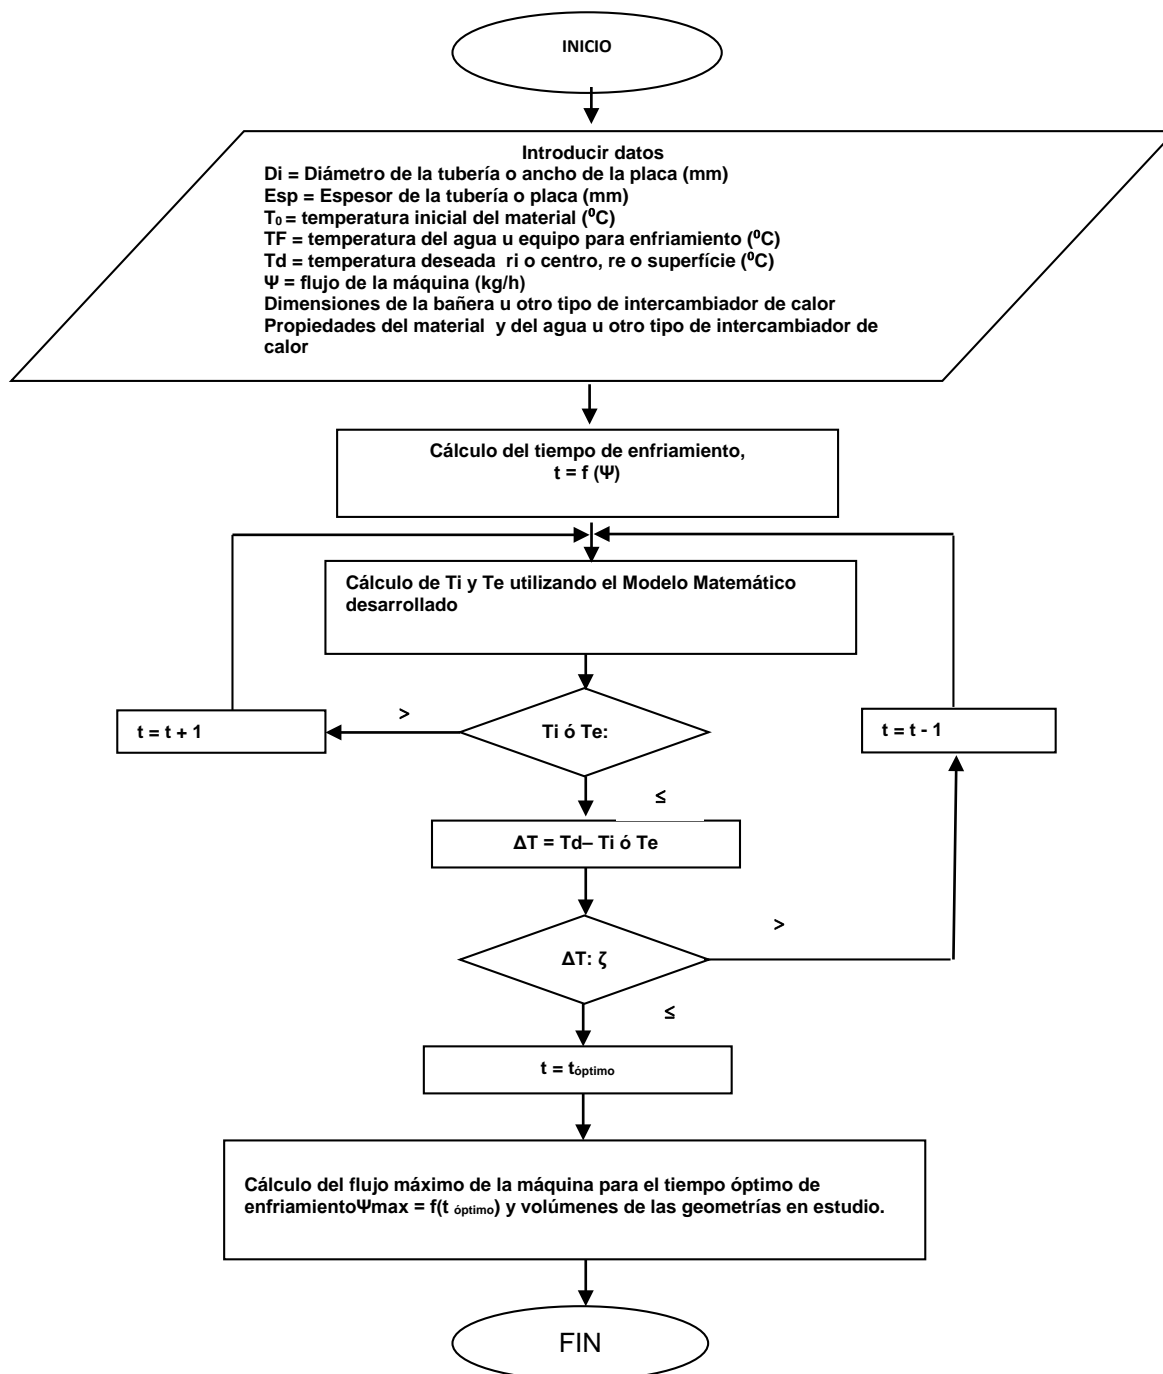 INICIO
Introducir datos
Di = Diámetro de la tubería o ancho de la placa (mm)
Esp = Espesor de la tubería o placa (mm)
T₀ = temperatura inicial del material (⁰C)
TF = temperatura del agua u equipo para enfriamiento (⁰C)
Td = temperatura deseada ri o centro, re o superfície (⁰C)
Ψ = flujo de la máquina (kg/h)
Dimensiones de la bañera u otro tipo de intercambiador de calor
Propiedades del material y del agua u otro tipo de intercambiador de
calor
Cálculo del tiempo de enfriamiento,
t = f (Ψ)
Cálculo de Ti y Te utilizando el Modelo Matemático
desarrollado
>
t = t + 1
Ti ó Te:
t = t - 1
≤
ΔT = Td– Ti ó Te
>
ΔT: ζ
≤
t = tóptimo
Cálculo del flujo máximo de la máquina para el tiempo óptimo de
enfriamientoΨmax = f(t óptimo) y volúmenes de las geometrías en estudio.
FIN